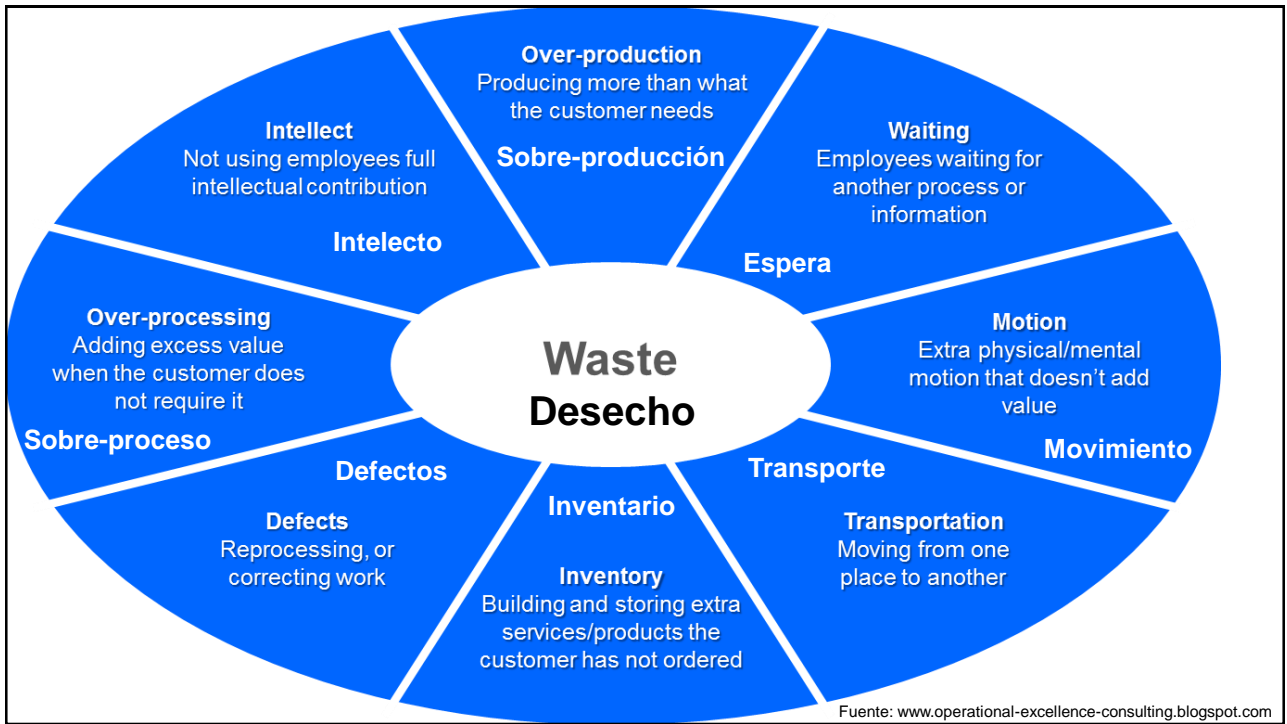 Over-production
Producing more than what
the customer needs
Sobre-producción
Waiting
Employees waiting for
another process or
information
Espera
Motion
Extra physical/mental
motion that doesn’t add
value
Movimiento
Transporte
Transportation
Moving from one
place to another
Inventario
Inventory
Building and storing extra
services/products the
customer has not ordered
Defectos
Defects
Reprocessing, or
correcting work
Over-processing
Adding excess value
when the customer does
not require it
Sobre-proceso
Intellect
Not using employees full
intellectual contribution
Intelecto
Waste
Desecho
Fuente: www.operational-excellence-consulting.blogspot.com